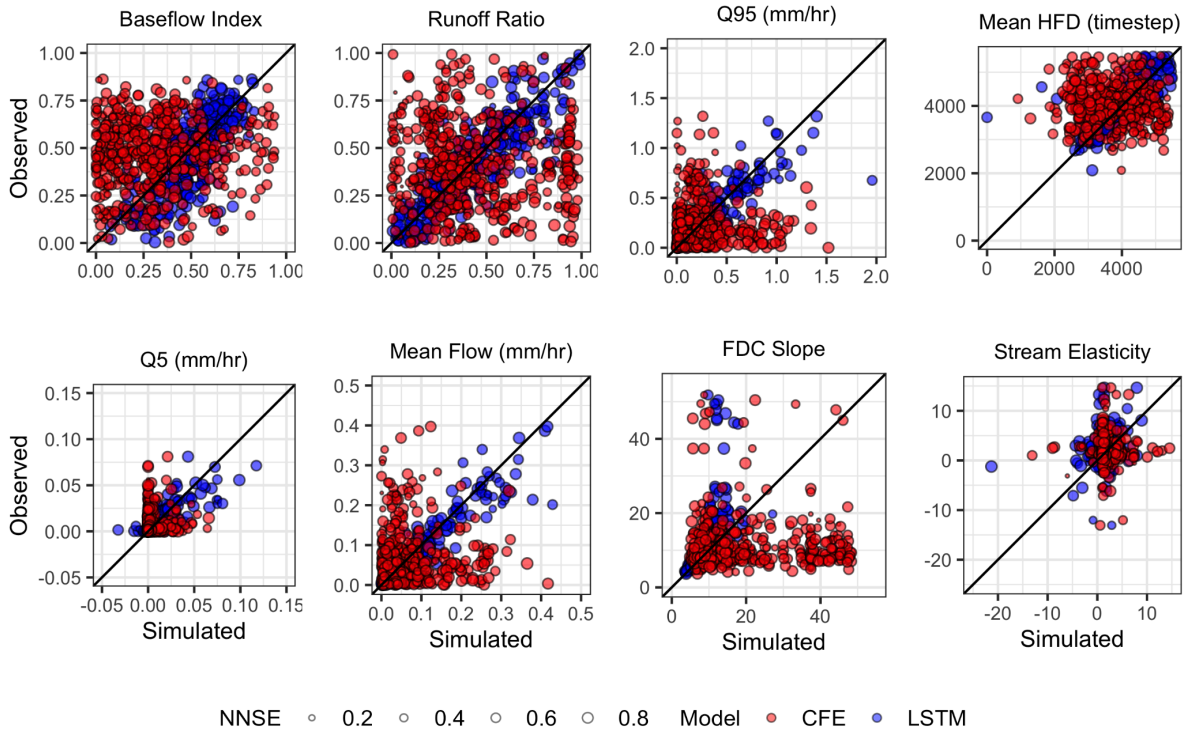 Baseflow Index
Runoff Ratio
Q95 (mm/hr)
Mean HFD (timestep)
Observed
1.00
0.75
0.50
0.25
0.00
0.00 0.25 0.50 0.75 1.00
1.00
0.75
0.50
0.25
0.00
0.00 0.25 0.50 0.75 1.00
2.0
1.5
1.0
0.5
0.0
0.0 0.5 1.0 1.5 2.0
4000
2000
0
0 2000 4000
Q5 (mm/hr)
Mean Flow (mm/hr)
FDC Slope
Stream Elasticity
Observed
0.15
0.10
0.05
0.00
-0.05
-0.05 0.00 0.05 0.10 0.15
Simulated
0.5
0.4
0.3
0.2
0.1
0.0
0.0 0.1 0.2 0.3 0.4 0.5
Simulated
40
20
0
0 20 40
Simulated
10
0
-10
-20
-20 -10 0 10
Simulated
NNSE 0.2 0.4 0.6 0.8 Model CFE LSTM